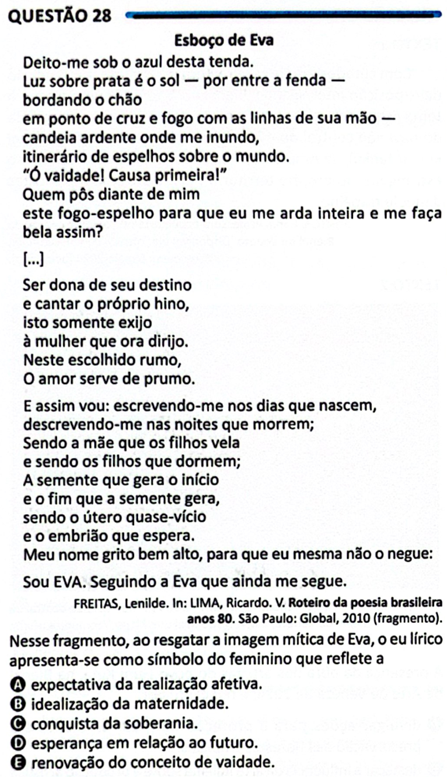 QUESTÃO 28
Esboço de Eva
Deito-me sob o azul desta tenda.
Luz sobre prata é o sol — por entre a fenda —
bordando o chão
em ponto de cruz e fogo com as linhas de sua mão —
candeia ardente onde me inundo,
itinerário de espelhos sobre o mundo.
“Ó vaidade! Causa primeira!”
Quem pôs diante de mim
este fogo-espelho para que eu me arda inteira e me faça
bela assim?
[...]
Ser dona de seu destino
e cantar o próprio hino,
isto somente exijo
à mulher que ora dirijo.
Neste escolhido rumo,
O amor serve de prumo.
E assim vou: escrevendo-me nos dias que nascem,
descrevendo-me nas noites que morrem;
Sendo a mãe que os filhos vela
e sendo os filhos que dormem;
A semente que gera o início
e o fim que a semente gera,
sendo o útero quase-vício
e o embrião que espera.
Meu nome grito bem alto, para que eu mesma não o negue:
Sou EVA. Seguindo a Eva que ainda me segue.
FREITAS, Lenilde. In: LIMA, Ricardo. V. Roteiro da poesia brasileira
anos 80. São Paulo: Global, 2010 (fragmento).
Nesse fragmento, ao resgatar a imagem mítica de Eva, o eu lírico
apresenta-se como símbolo do feminino que reflete a
A expectativa da realização afetiva.
B idealização da maternidade.
C conquista da soberania.
D esperança em relação ao futuro.
E renovação do conceito de vaidade.